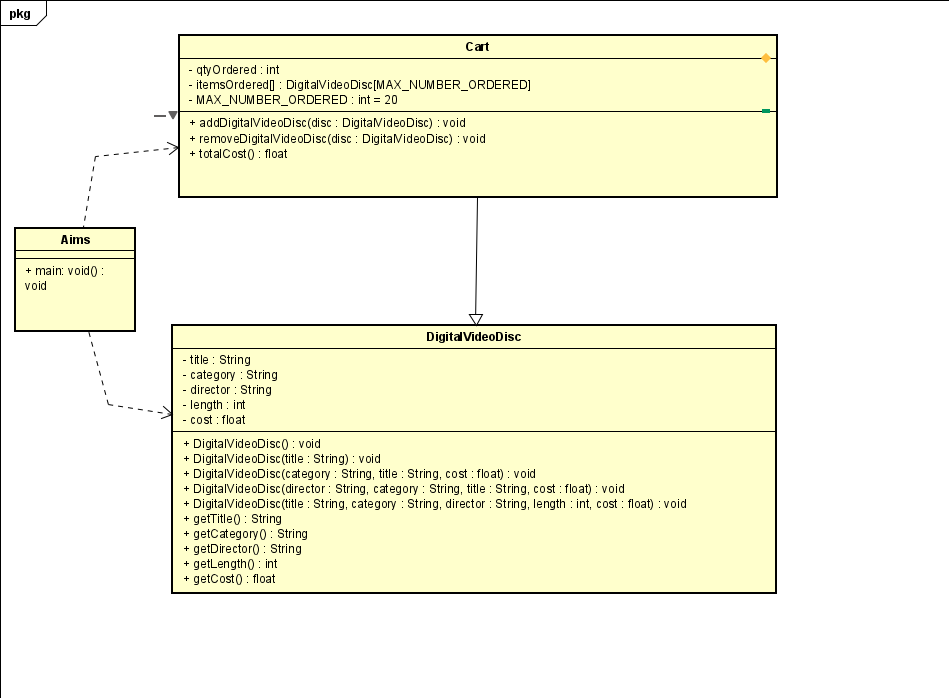 pkg
Cart
- qtyOrdered : int
- itemsOrdered[] : DigitalVideoDisc[MAX_NUMBER_ORDERED]
- MAX_NUMBER_ORDERED : int = 20
+ addDigitalVideoDisc(disc : DigitalVideoDisc) : void
+ removeDigitalVideoDisc(disc : DigitalVideoDisc) : void
+ totalCost() : float
Aims
+ main: void() :
void
DigitalVideoDisc
- title : String
- category : String
- director : String
- length : int
- cost : float
+ DigitalVideoDisc() : void
+ DigitalVideoDisc(title : String) : void
+ DigitalVideoDisc(category : String, title : String, cost : float) : void
+ DigitalVideoDisc(director : String, category : String, title : String, cost : float) : void
+ DigitalVideoDisc(title : String, category : String, director : String, length : int, cost : float) : void
+ getTitle() : String
+ getCategory() : String
+ getDirector() : String
+ getLength() : int
+ getCost() : float